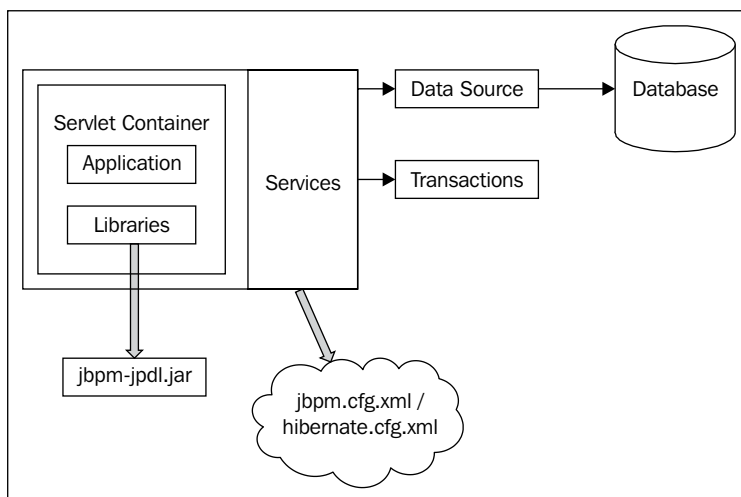 Servlet Container
Application
Libraries
Services
Data Source
Database
Transactions
jbpm-jpdl.jar
jbpm.cfg.xml /
hibernate.cfg.xml